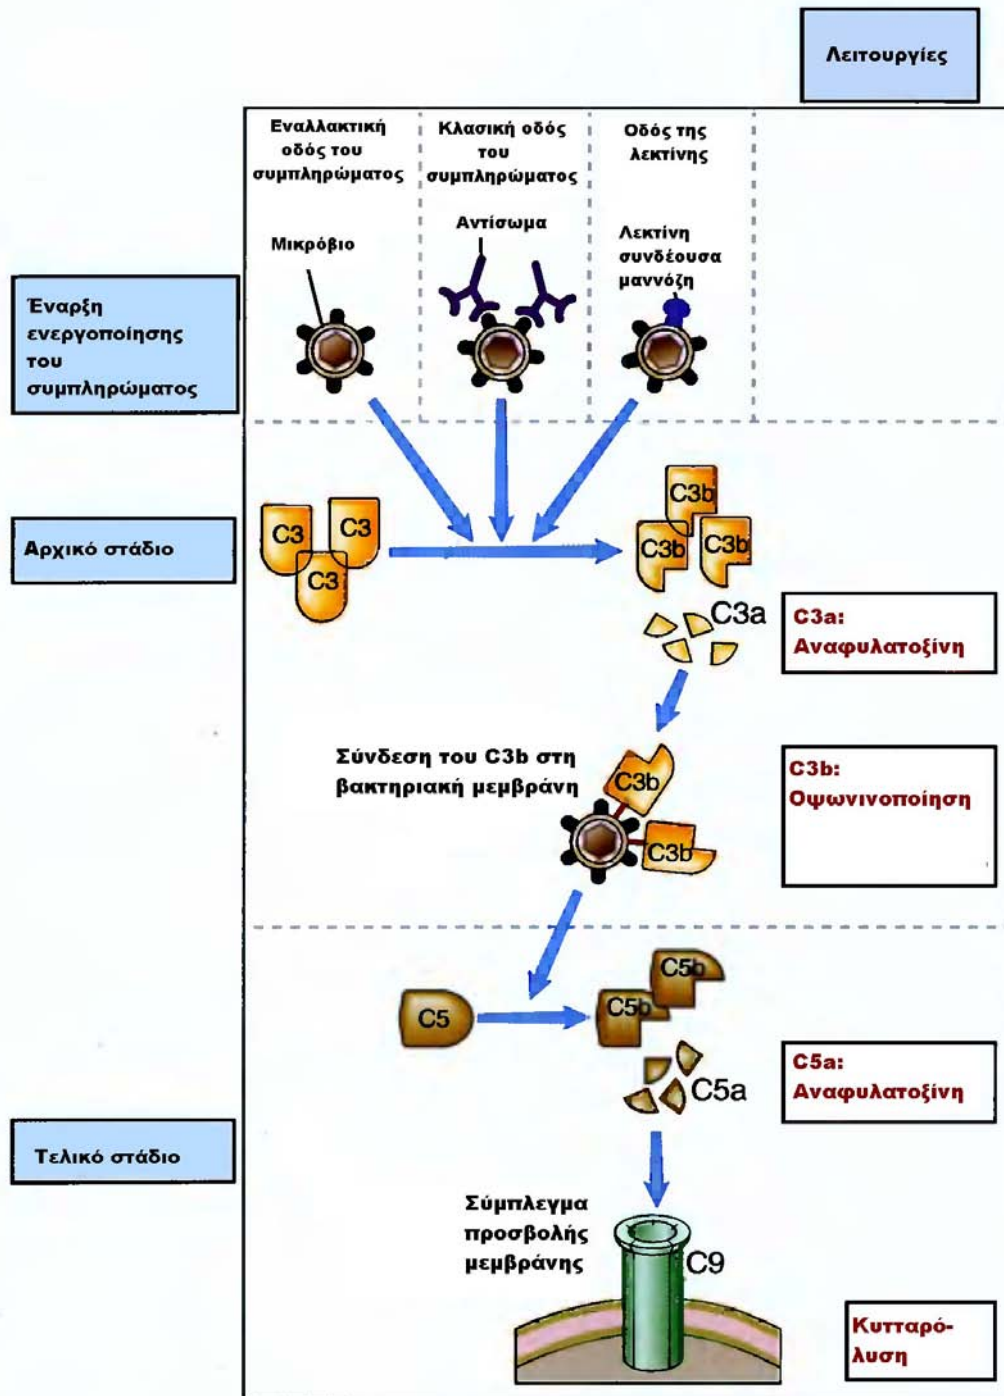 Λειτουργίες
Εναλλακτική
οδός του
συμπληρώματος
Κλασική οδός
του
συμπληρώματος
Οδός της
λεκτίνης
Μικρόβιο
Αντίσωμα
Λεκτίνη
συνδέουσα
μαννόζη
Έναρξη
ενεργοποίησης
του
συμπληρώματος
Αρχικό στάδιο
C3
C3
C3
C3b
C3b
C3b
C3a
C3a:
Αναφυλατοξίνη
Σύνδεση του C3b στη
βακτηριακή μεμβράνη
C3b
C3b
C3b:
Οψωνινοποίηση
C5
C5b
C5b
C5a
C5a:
Αναφυλατοξίνη
Τελικό στάδιο
Σύμπλεγμα
προσβολής
μεμβράνης
C9
Κυτταρό-
λυση